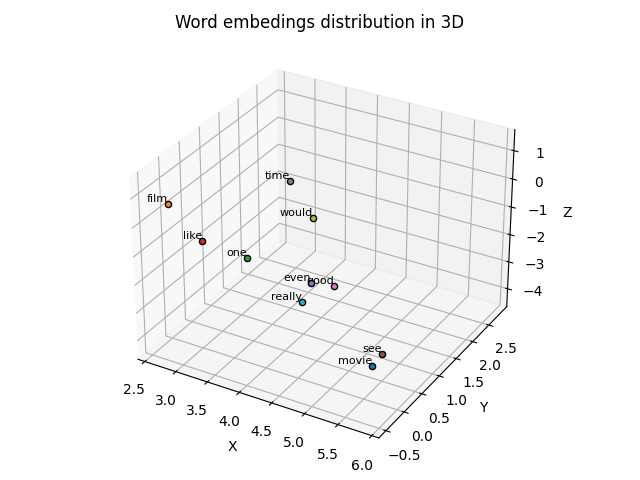 Word embedings distribution in 3D
time
film
would
like
one
even
good
really
see
movie
1
0
−1
−2
−3
−4
Z
2.5
3.0
3.5
4.0
4.5
5.0
5.5
6.0
X
−0.5
0.0
0.5
1.0
1.5
2.0
2.5
Y